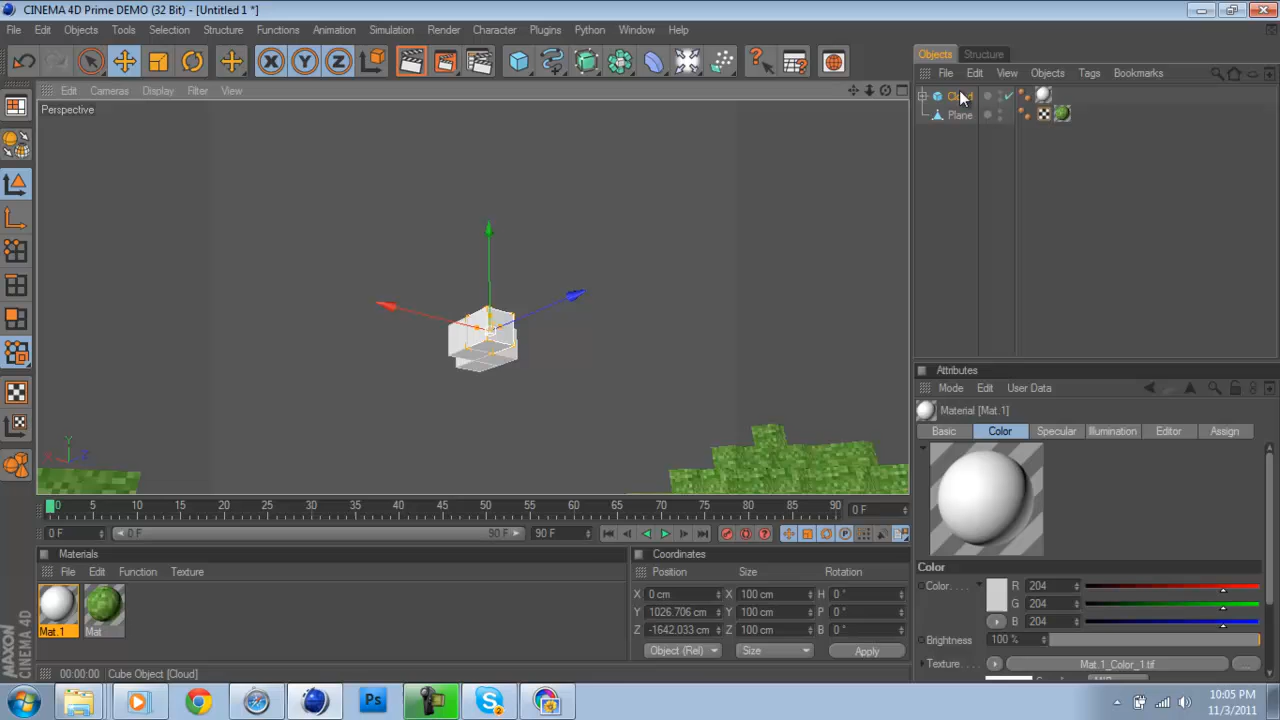 CINEMA 4D Prime DEMO (32 Bit) - [Untitled 1 *]
File Edit Objects Tools Selection Structure Functions Animation Simulation Render Character Plugins Python Window Help
X Y Z
Objects Structure
File Edit View Objects Tags Bookmarks
Edit Cameras Display Filter View
Perspective
Plane
Attributes
Mode Edit User Data
Material [Mat.1]
Basic Color Specular Illumination Editor Assign
Y
X Z
Color
Color. . . . R 204
G 204
B 204
Brightness 100 %
Texture. . . . Mat.1_Color_1.tif
0 5 10 15 20 25 30 35 40 45 50 55 60 65 70 75 80 85 90 0 F
0 F 0 F 90 F 90 F
Materials
File Edit Function Texture
Mat.1 Mat
Coordinates
Position Size Rotation
X 0 cm X 100 cm H 0 °
Y 1026.706 cm Y 100 cm P 0 °
Z -1642.033 cm Z 100 cm B 0 °
Object (Rel) Size Apply
MAXON CINEMA 4D
00:00:00 Cube Object [Cloud]
Ps
10:05 PM
11/3/2011